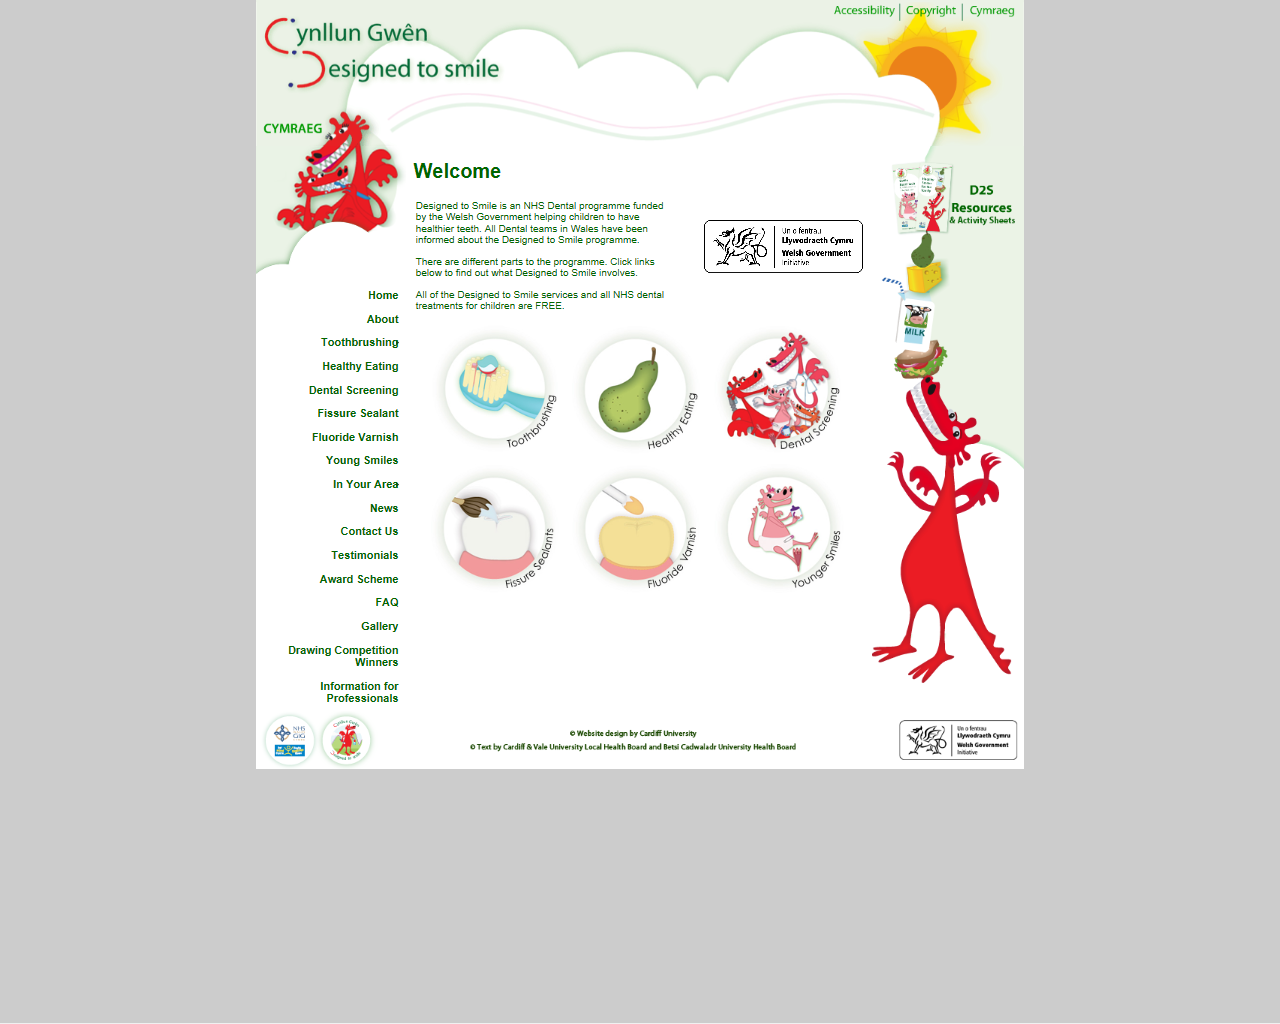 Accessibility | Copyright | Cymraeg
Cynllun Gwên
Designed to smile
CYMRAEG
Welcome
Designed to Smile is an NHS Dental programme funded
by the Welsh Government helping children to have
healthier teeth. All Dental teams in Wales have been
informed about the Designed to Smile programme.
There are different parts to the programme. Click links
below to find out what Designed to Smile involves.
All of the Designed to Smile services and all NHS dental
treatments for children are FREE.
Un o fentrau
Llywodraeth Cymru
Welsh Government
Initiative
D2S
Resources
& Activity Sheets
MILK
Home
About
Toothbrushing
Healthy Eating
Dental Screening
Fissure Sealant
Fluoride Varnish
Young Smiles
In Your Area
News
Contact Us
Testimonials
Award Scheme
FAQ
Gallery
Drawing Competition
Winners
Information for
Professionals
Toothbrushing
Healthy Eating
Dental Screening
Fissure Sealants
Fluoride Varnish
Younger Smiles
NHS
GIG
© Website design by Cardiff University
© Text by Cardiff & Vale University Local Health Board and Betsi Cadwaladr University Health Board
Un o fentrau
Llywodraeth Cymru
Welsh Government
Initiative